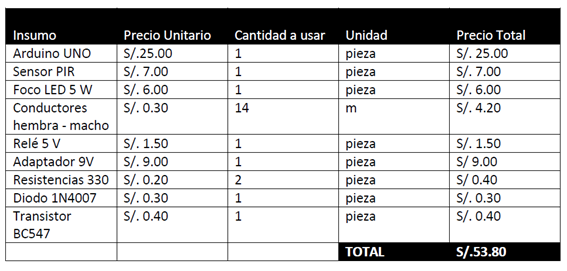 Insumo Precio Unitario Cantidad a usar Unidad Precio Total
Arduino UNO S/.25.00 1 pieza S/. 25.00
Sensor PIR S/. 7.00 1 pieza S/. 7.00
Foco LED 5 W S/. 6.00 1 pieza S/. 6.00
Conductores S/. 0.30 14 m S/. 4.20
hembra - macho
Relé 5 V S/. 1.50 1 pieza S/. 1.50
Adaptador 9V S/. 9.00 1 pieza S/ 9.00
Resistencias 330 S/. 0.20 2 pieza S/. 0.40
Diodo 1N4007 S/. 0.30 1 pieza S/. 0.30
Transistor S/. 0.40 1 pieza S/. 0.40
BC547
TOTAL S/.53.80